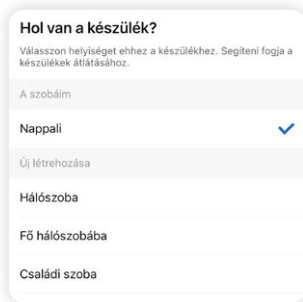 Hol van a készülék?
Válasszon helyiséget ehhez a készülékhez. Segíteni fogja a
készülékek átlátásához.
A szobáim
Nappali
Új létrehozása
Hálószoba
Fő hálószobába
Családi szoba